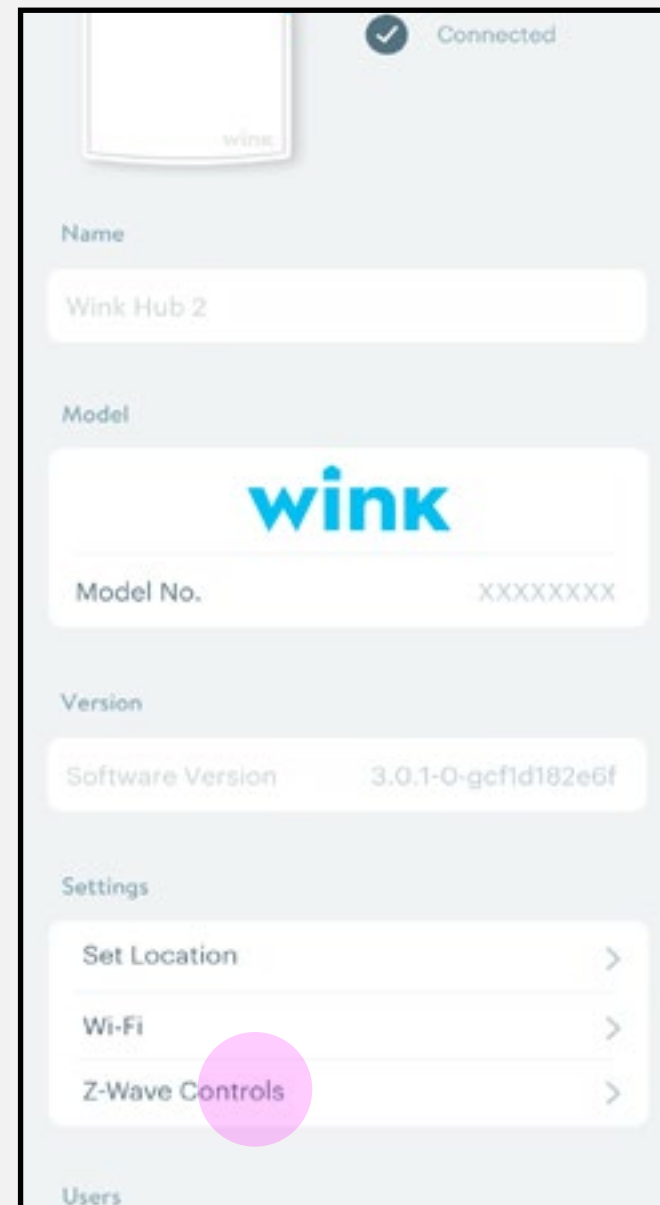 Connected
wink
Name
Wink Hub 2
Model
wink
Model No. XXXXXXXX
Version
Software Version 3.0.1-0-gcf1d182e6f
Settings
Set Location
Wi-Fi
Z-Wave Controls
Users